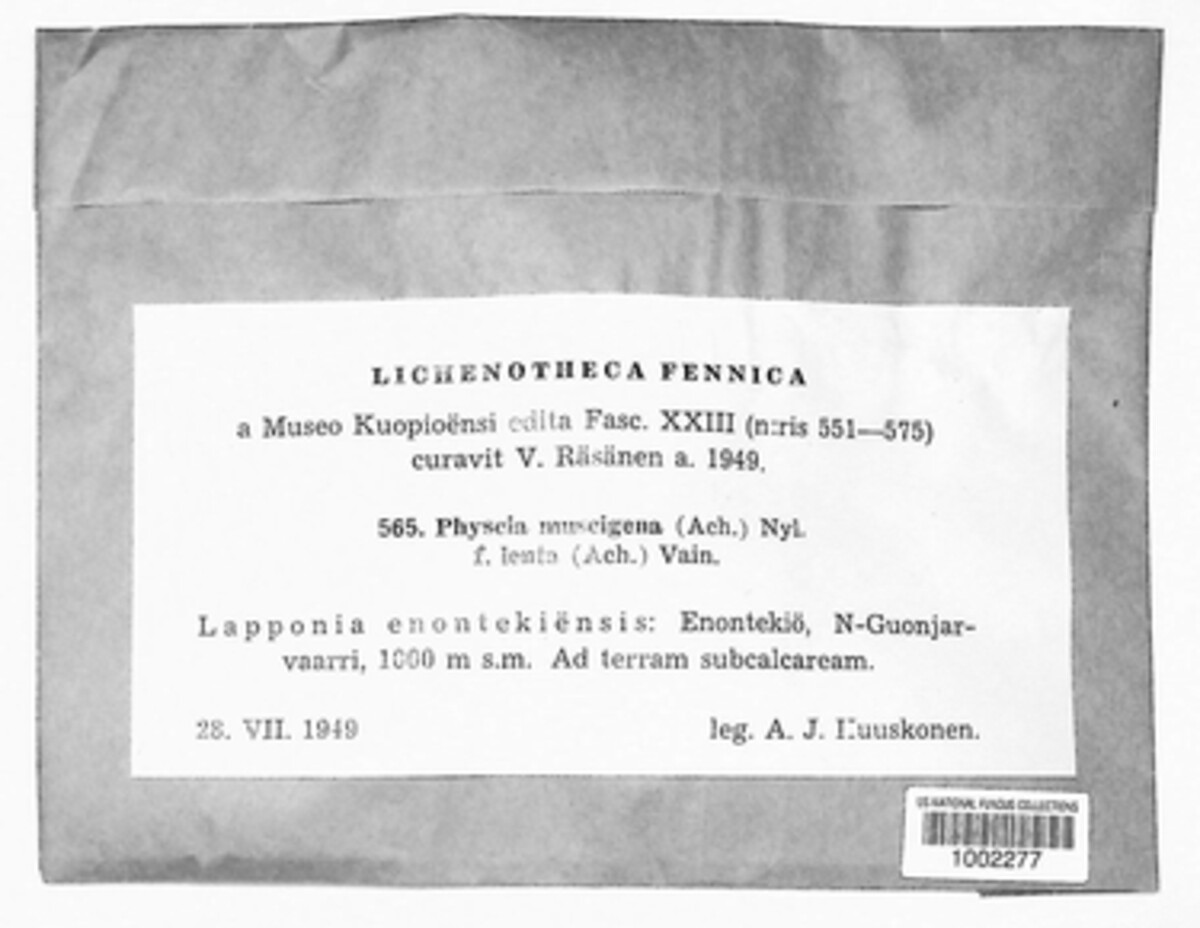 LICHENOTHECA FENNICA
a Museo Kuopioënsi edita Fasc. XXIII (n:ris 551—575)
curavit V. Räsänen a. 1949.
565. Physcia muscigena (Ach.) Nyl.
f. lenta (Ach.) Vain.
Lapponia enontekiënsis: Enontekiö, N-Guonjar-
vaarri, 1000 m s.m. Ad terram subcalcaream.
28. VII. 1949 leg. A. J. Huuskonen.
US NATIONAL FUNGUS COLLECTIONS
1002277